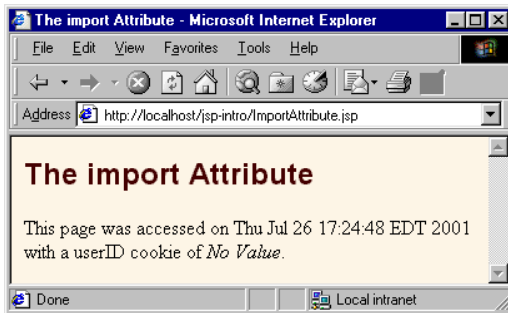 The import Attribute - Microsoft Internet Explorer
File Edit View Favorites Tools Help
Address http://localhost/jsp-intro/ImportAttribute.jsp
The import Attribute
This page was accessed on Thu Jul 26 17:24:48 EDT 2001
with a userID cookie of No Value.
Done Local intranet